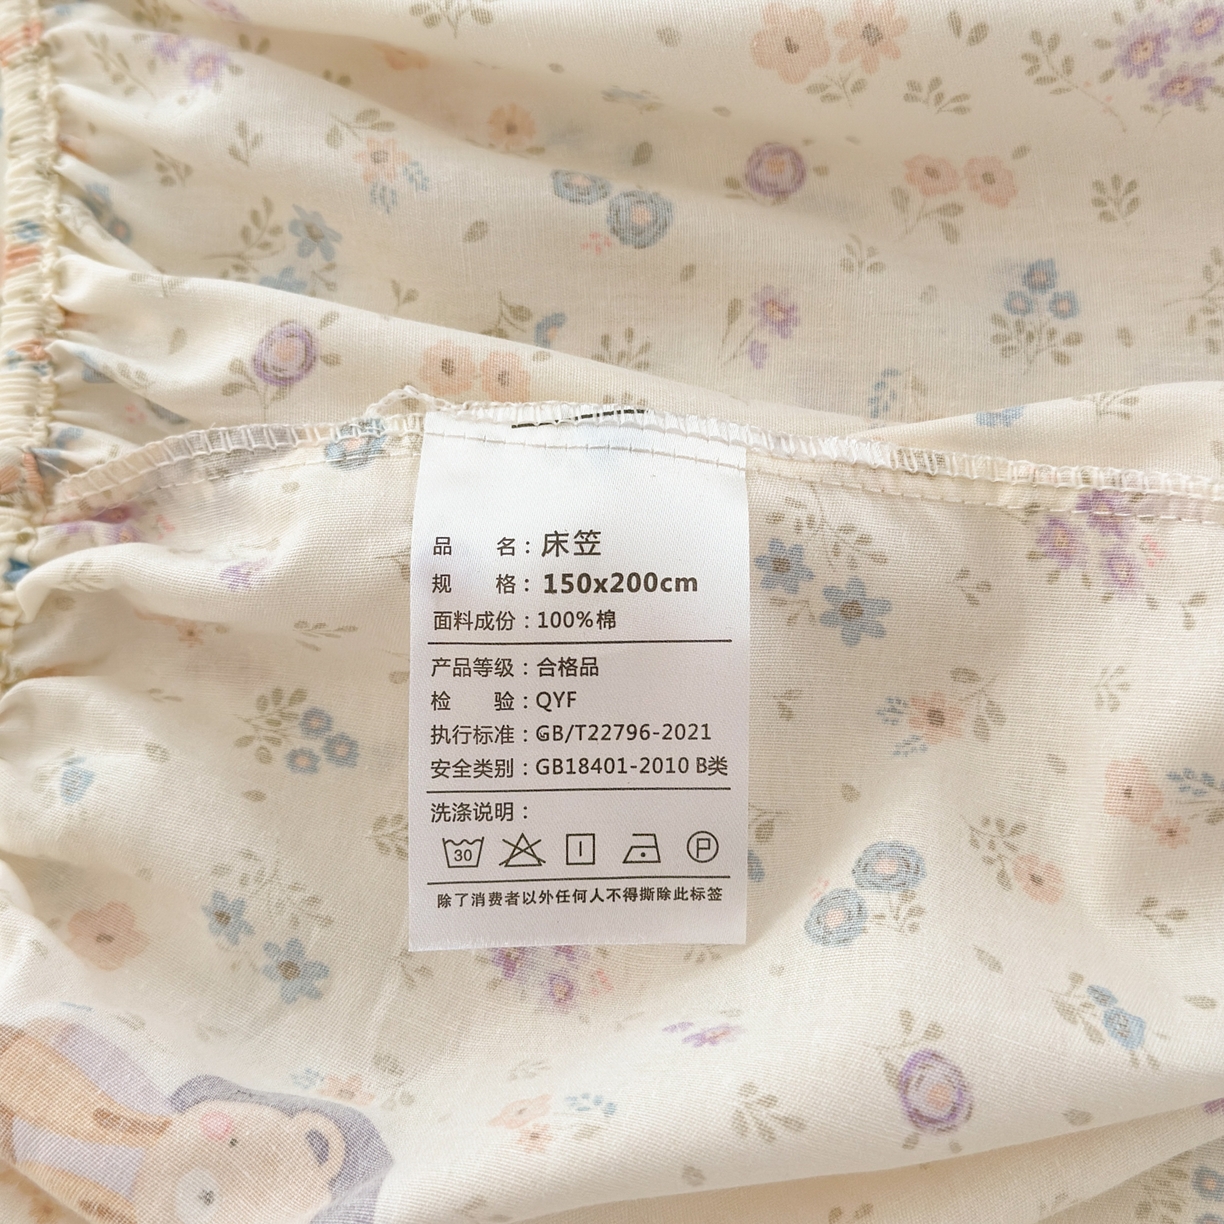 品 名：床笠
规 格：150x200cm
面料成份：100%棉
产品等级：合格品
检 验：QYF
执行标准：GB/T22796-2021
安全类别：GB18401-2010 B类
洗涤说明：
30 P
除了消费者以外任何人不得撕除此标签